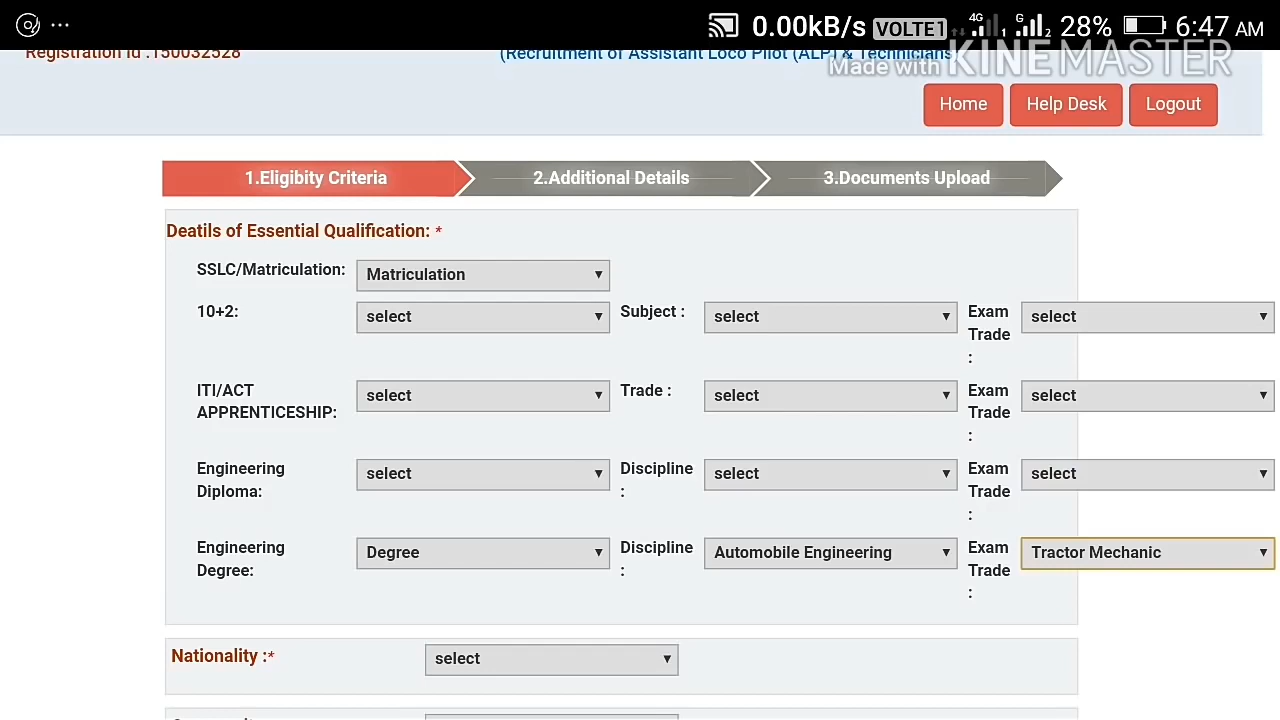 0.00kB/s VOLTE1 4G 1 G 2 28% 6:47 AM
Registration Id :150032528 (Recruitment of Assistant Loco Pilot (ALP) & Technicians
Made with KINEMASTER
Home Help Desk Logout
1.Eligibity Criteria 2.Additional Details 3.Documents Upload
Deatils of Essential Qualification: *
SSLC/Matriculation: Matriculation
10+2: select Subject : select Exam Trade : select
ITI/ACT APPRENTICESHIP: select Trade : select Exam Trade : select
Engineering Diploma: select Discipline : select Exam Trade : select
Engineering Degree: Degree Discipline : Automobile Engineering Exam Trade : Tractor Mechanic
Nationality :* select